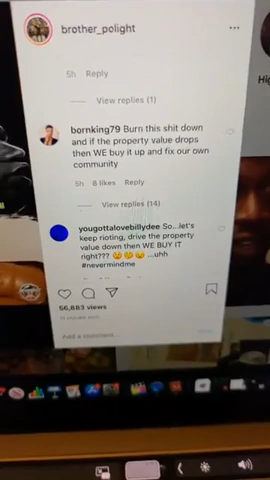 brother_polight
5h Reply
View replies (1)
bornking79 Burn this shit down
and if the property value drops
then WE buy it up and fix our own
community
5h 8 likes Reply
View replies (14)
yougottalovebillydee So...let's
keep rioting, drive the property
value down then WE BUY IT
right??? 😉🤔😏 ...uhh
#nevermindme
56,883 views
Add a comment...